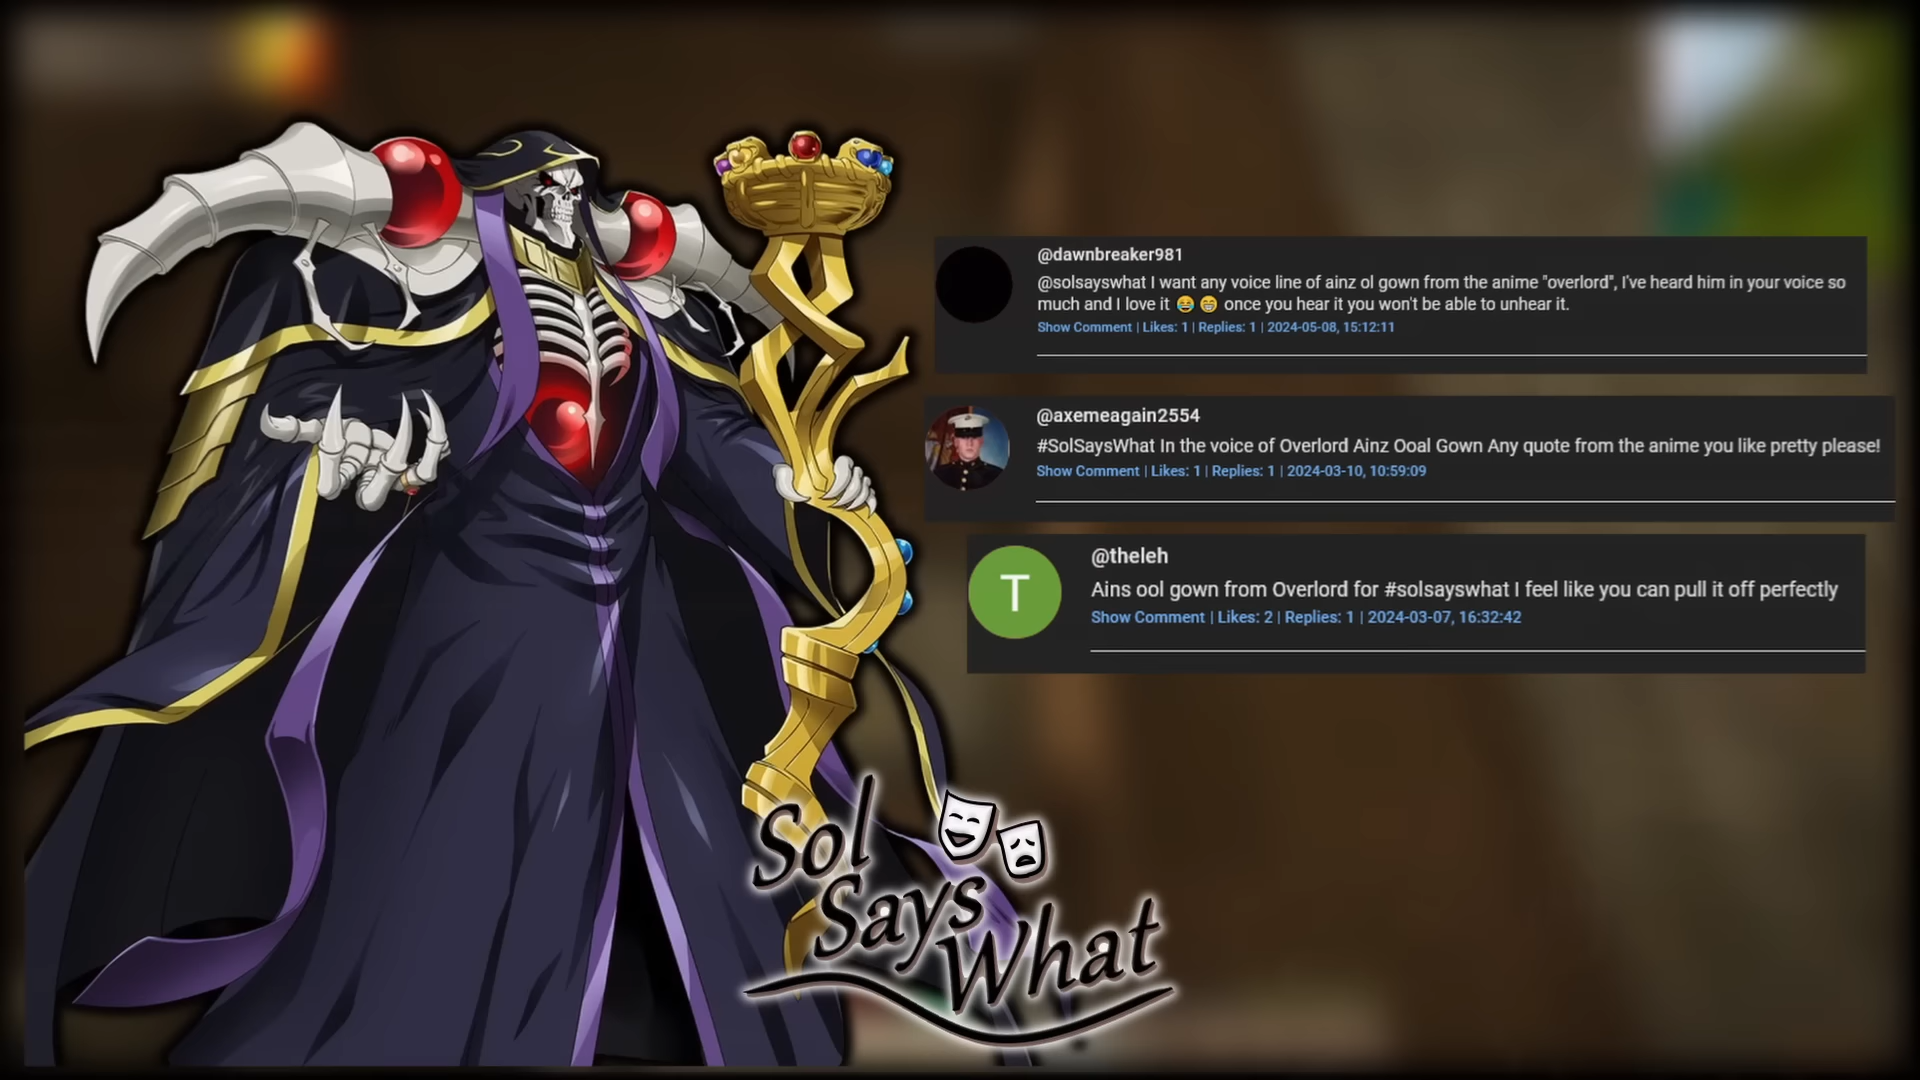 @dawnbreaker981
@solsayswhat I want any voice line of ainz ol gown from the anime "overlord", I've heard him in your voice so
much and I love it 😂 😁 once you hear it you won't be able to unhear it.
Show Comment | Likes: 1 | Replies: 1 | 2024-05-08, 15:12:11
@axemeagain2554
#SolSaysWhat In the voice of Overlord Ainz Ooal Gown Any quote from the anime you like pretty please!
Show Comment | Likes: 1 | Replies: 1 | 2024-03-10, 10:59:09
T
@theleh
Ains ool gown from Overlord for #solsayswhat I feel like you can pull it off perfectly
Show Comment | Likes: 2 | Replies: 1 | 2024-03-07, 16:32:42
Sol
Says
What